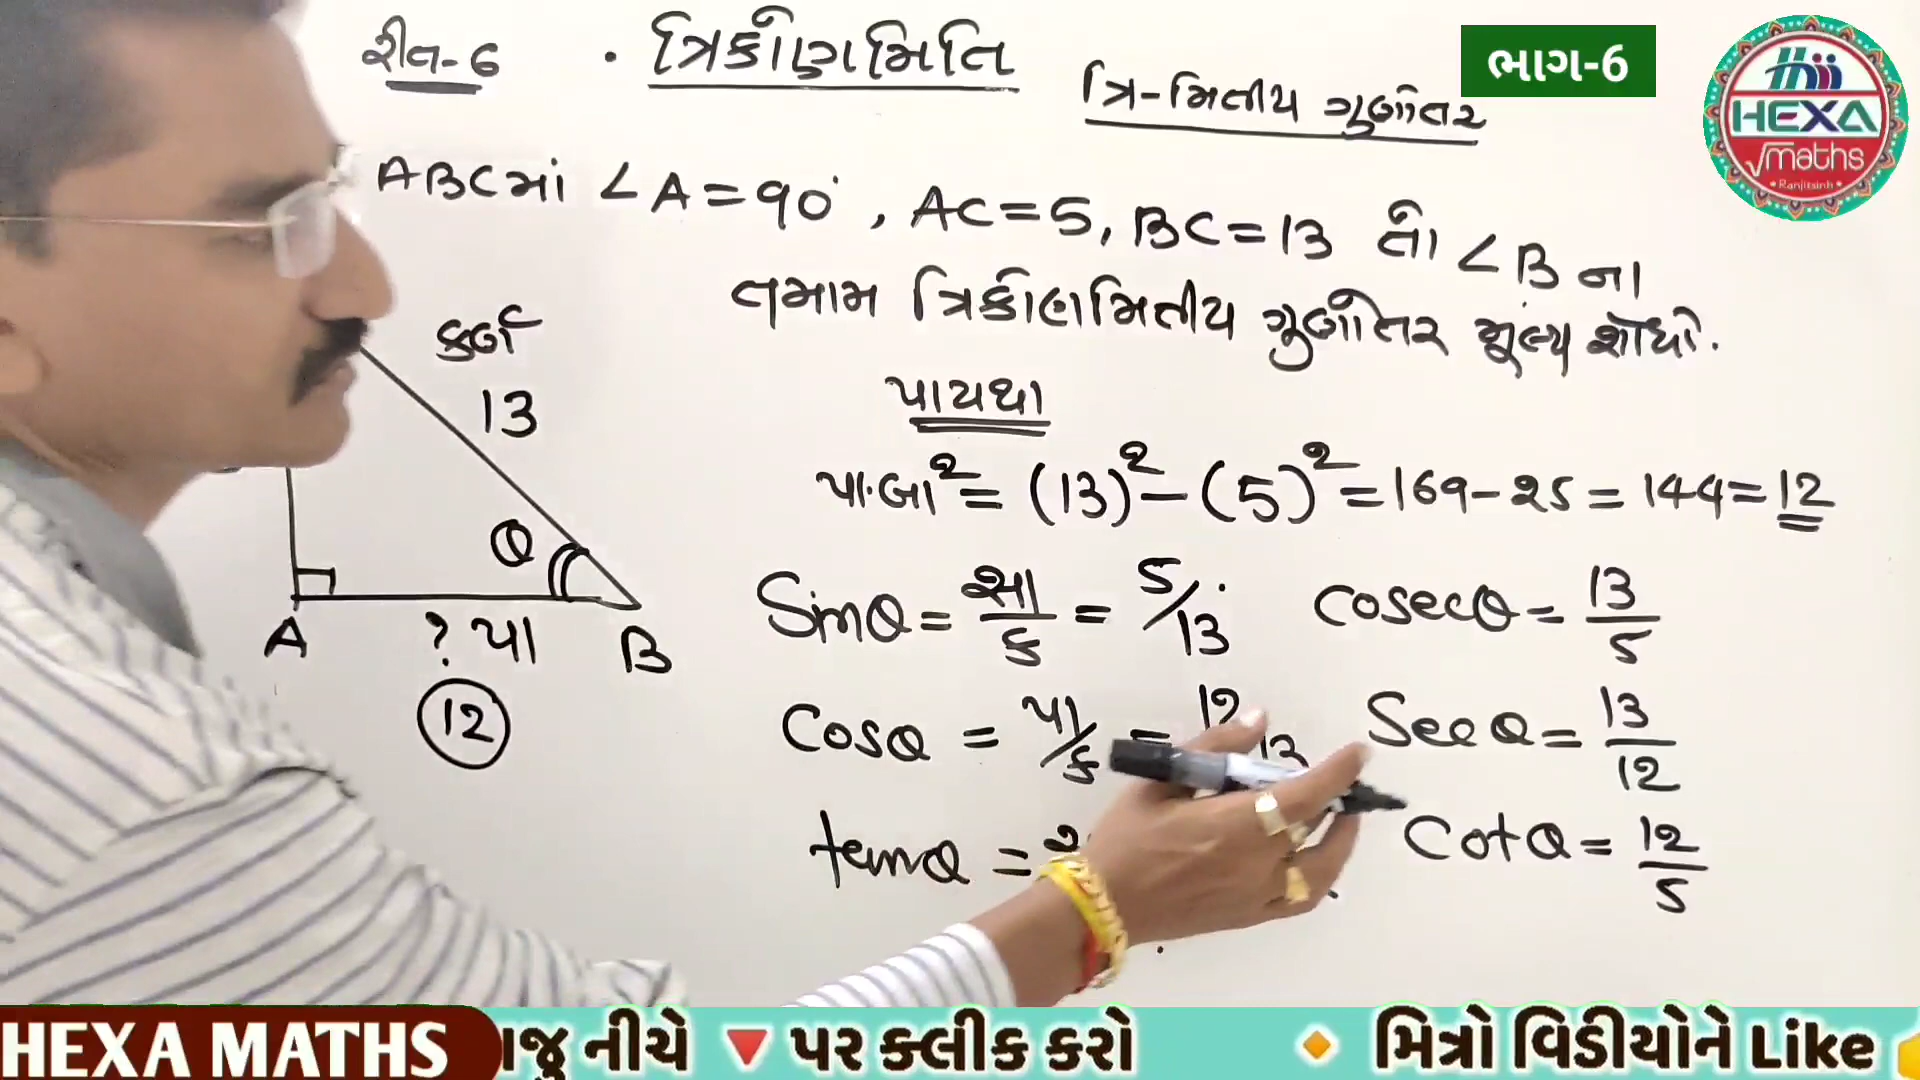 રીત-6
· ત્રિકોણમિતિ
ત્રિ-મિતીય ગુણોત્તર
ભાગ-6
HEXA
√maths
Ranjitsinh
ABCમાં ∠A=90°, AC=5, BC=13 તો ∠B ના
તમામ ત્રિકોણમિતીય ગુણોત્તર મૂલ્ય શોધો.
કર્ણ
13
θ
A
? પા
B
12
પાયથા
પા.બા² = (13)² - (5)² = 169 - 25 = 144 = 12
Sinθ = સા/ક = 5/13
cosecθ = 13/5
Cosθ = પા/ક = 12/13
Secθ = 13/12
tanθ =
Cotθ = 12/5
HEXA MATHS
જુ નીચે 🔻 પર ક્લીક કરો
🔸 મિત્રો વિડીયોને Like